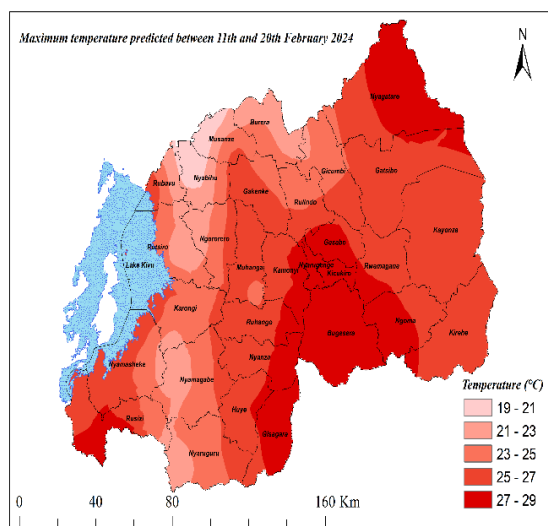 Maximum temperature predicted between 11th and 20th February 2024
N
Nyagatare
Burera
Musanze
Nyabihu
Rubavu
Gakenke
Gicumbi
Gatsibo
Rulindo
Kayonza
Rutsiro
Ngororero
Gasabo
Lake Kivu
Muhanga
Kamonyi
Nyarugenge
Kicukiro
Rwamagana
Karongi
Ruhango
Bugesera
Ngoma
Kirehe
Nyanza
Nyamasheke
Nyamagabe
Huye
Rusizi
Gisagara
Nyaruguru
Temperature (°C)
19 - 21
21 - 23
23 - 25
25 - 27
27 - 29
0 40 80 160 Km